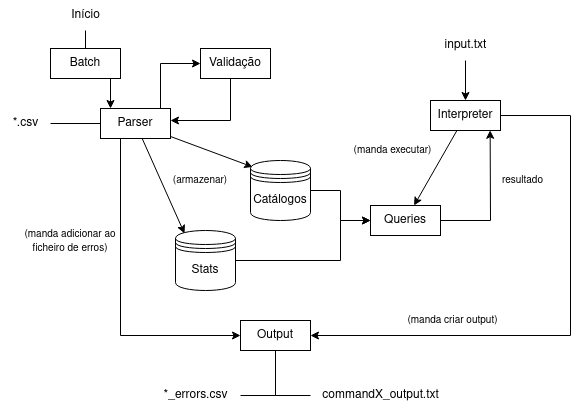 Início
Batch
Validação
input.txt
*.csv
Parser
Interpreter
(manda executar)
(armazenar)
resultado
Catálogos
Queries
(manda adicionar ao
ficheiro de erros)
Stats
(manda criar output)
Output
*_errors.csv
commandX_output.txt